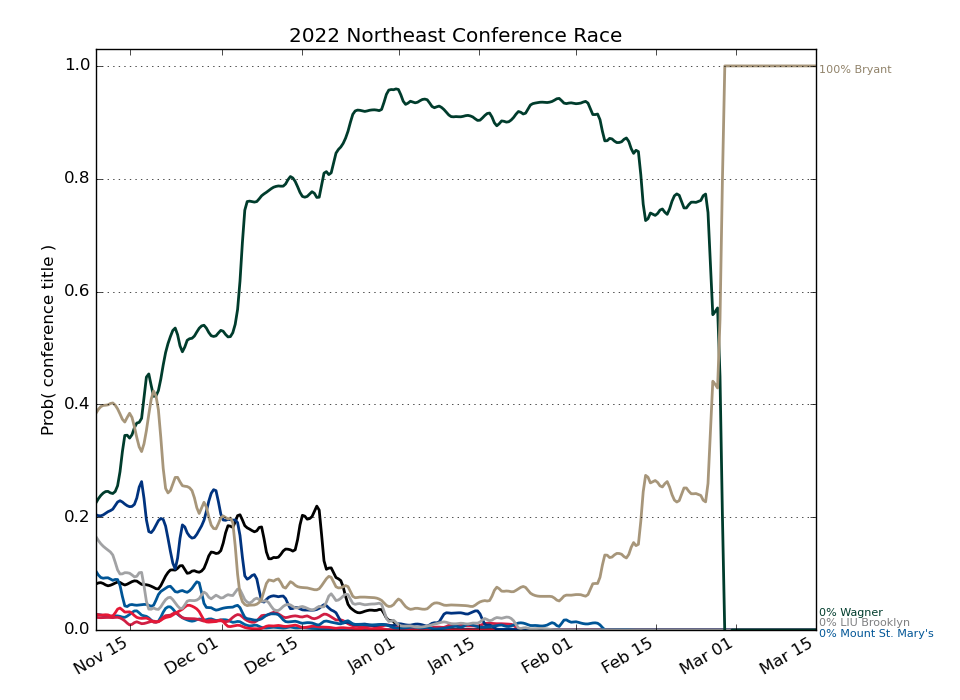 2022 Northeast Conference Race
Prob( conference title )
1.0
0.8
0.6
0.4
0.2
0.0
Nov 15
Dec 01
Dec 15
Jan 01
Jan 15
Feb 01
Feb 15
Mar 01
Mar 15
100% Bryant
0% Wagner
0% LIU Brooklyn
0% Mount St. Mary's